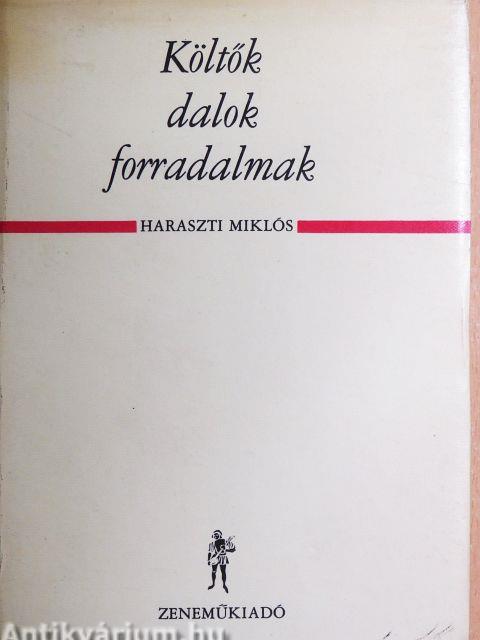 Költők
dalok
forradalmak
HARASZTI MIKLÓS
ZENEMŰKIADÓ
Antikvárium.hu